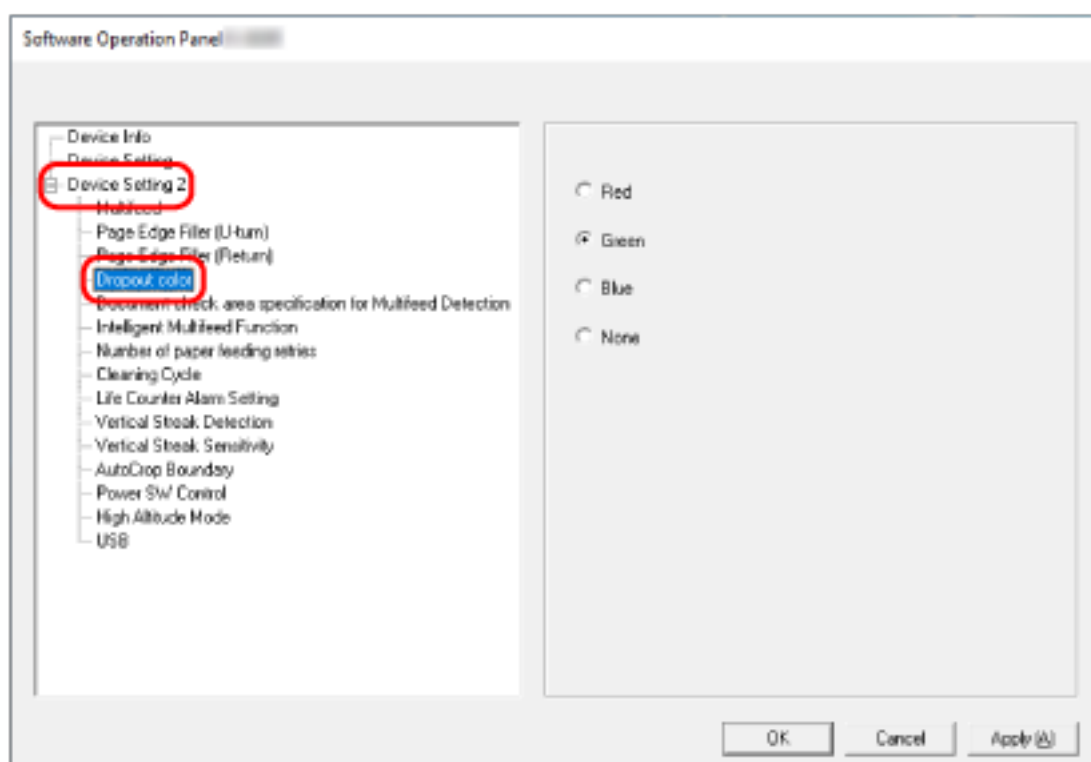 Software Operation Panel
Device Info
Device Setting
Device Setting 2
Multifeed
Page Edge Filler (U-turn)
Page Edge Filler (Return)
Dropout color
Document check area specification for Multifeed Detection
Intelligent Multifeed Function
Number of paper feeding retries
Cleaning Cycle
Life Counter Alarm Setting
Vertical Streak Detection
Vertical Streak Sensitivity
AutoCrop Boundary
Power SW Control
High Altitude Mode
USB
Red
Green
Blue
None
OK Cancel Apply (A)